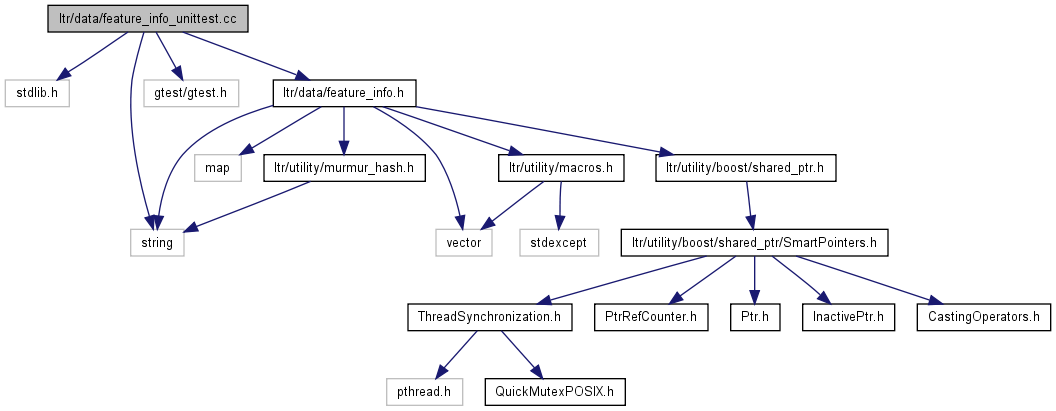 ltr/data/feature_info_unittest.cc
stdlib.h
gtest/gtest.h
ltr/data/feature_info.h
map
ltr/utility/murmur_hash.h
ltr/utility/macros.h
ltr/utility/boost/shared_ptr.h
string
vector
stdexcept
ltr/utility/boost/shared_ptr/SmartPointers.h
ThreadSynchronization.h
PtrRefCounter.h
Ptr.h
InactivePtr.h
CastingOperators.h
pthread.h
QuickMutexPOSIX.h